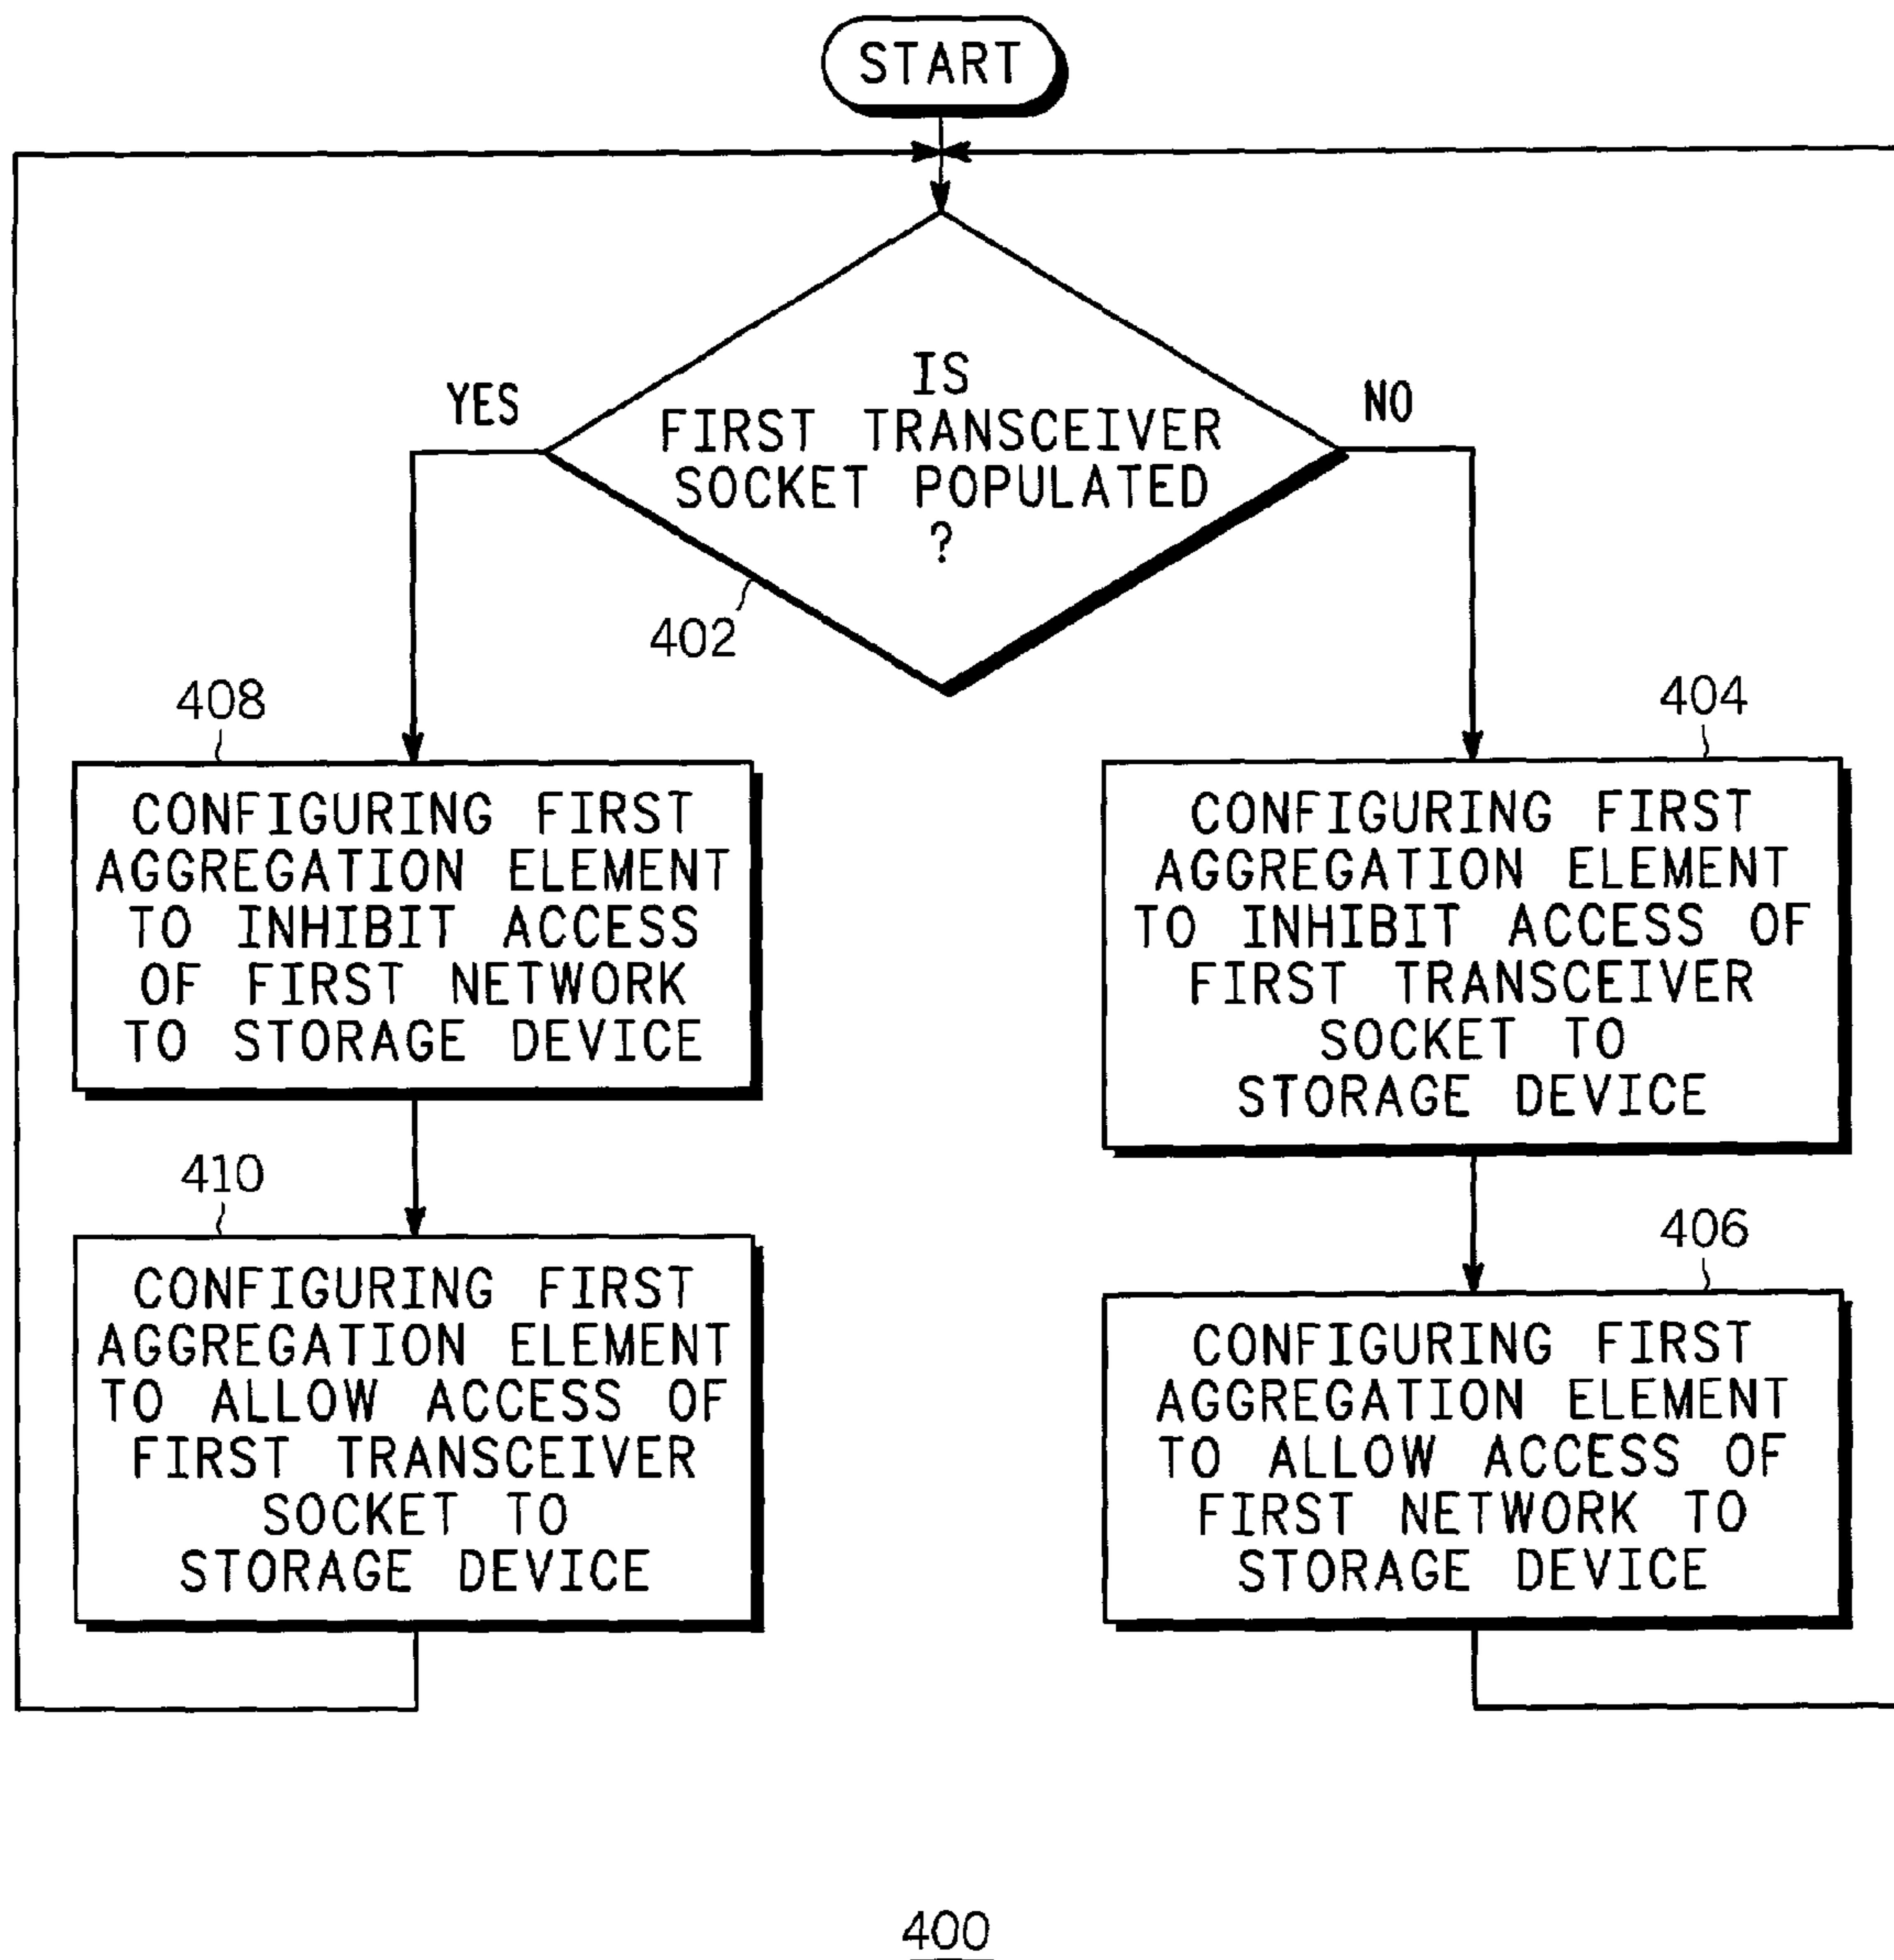 START
IS
FIRST TRANSCEIVER
SOCKET POPULATED
?
YES
NO
402
408
CONFIGURING FIRST
AGGREGATION ELEMENT
TO INHIBIT ACCESS
OF FIRST NETWORK
TO STORAGE DEVICE
404
CONFIGURING FIRST
AGGREGATION ELEMENT
TO INHIBIT ACCESS OF
FIRST TRANSCEIVER
SOCKET TO
STORAGE DEVICE
410
CONFIGURING FIRST
AGGREGATION ELEMENT
TO ALLOW ACCESS OF
FIRST TRANSCEIVER
SOCKET TO
STORAGE DEVICE
406
CONFIGURING FIRST
AGGREGATION ELEMENT
TO ALLOW ACCESS OF
FIRST NETWORK TO
STORAGE DEVICE
400